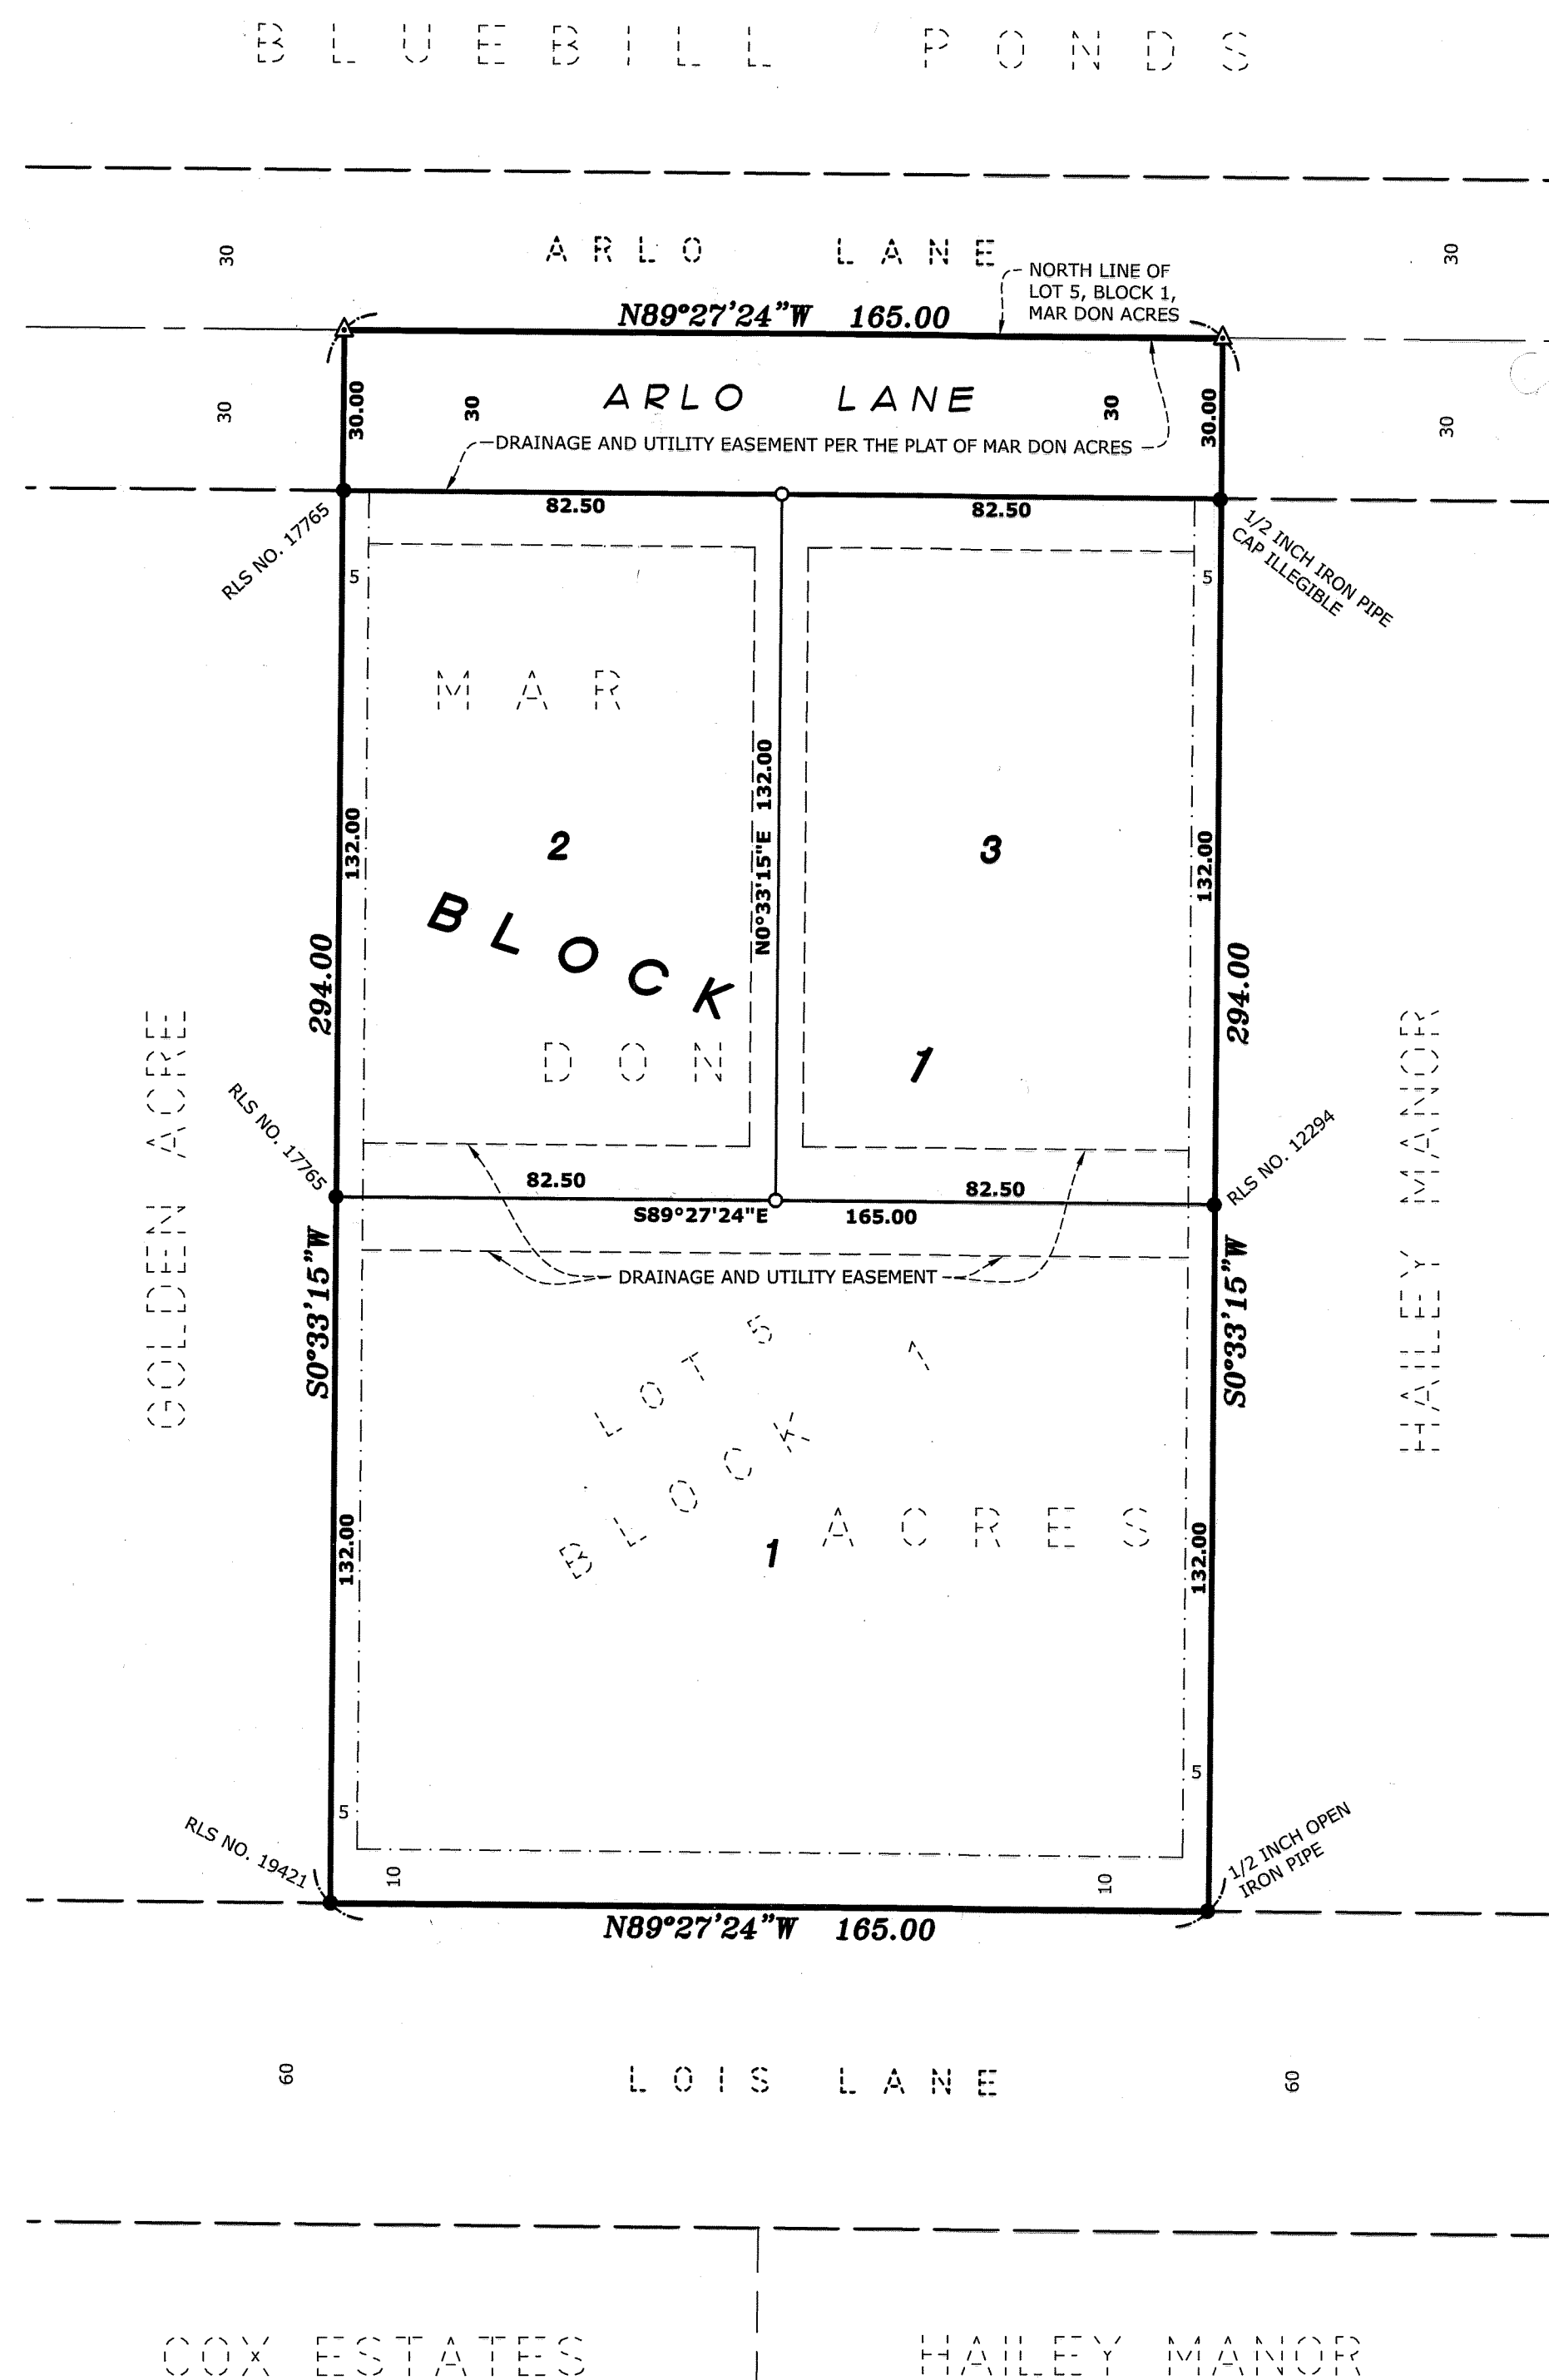 BLUEBILL PONDS
30
ARLO LANE
30
NORTH LINE OF
LOT 5, BLOCK 1,
MAR DON ACRES
N89°27'24"W 165.00
30
30.00
30
ARLO LANE
30
30.00
30
DRAINAGE AND UTILITY EASEMENT PER THE PLAT OF MAR DON ACRES
82.50
82.50
RLS NO. 17765
1/2 INCH IRON PIPE
CAP ILLEGIBLE
5
5
MAR
132.00
2
N0°33'15"E 132.00
3
132.00
BLOCK 1
294.00
294.00
DON
GOLDEN ACRE
HAILEY MANOR
RLS NO. 17765
RLS NO. 12294
82.50
82.50
S89°27'24"E 165.00
S0°33'15"W
S0°33'15"W
DRAINAGE AND UTILITY EASEMENT
LOT 5
BLOCK 1
ACRES
132.00
1
132.00
5
5
RLS NO. 19421
10
10
1/2 INCH OPEN
IRON PIPE
N89°27'24"W 165.00
60
LOIS LANE
60
COX ESTATES
HAILEY MANOR